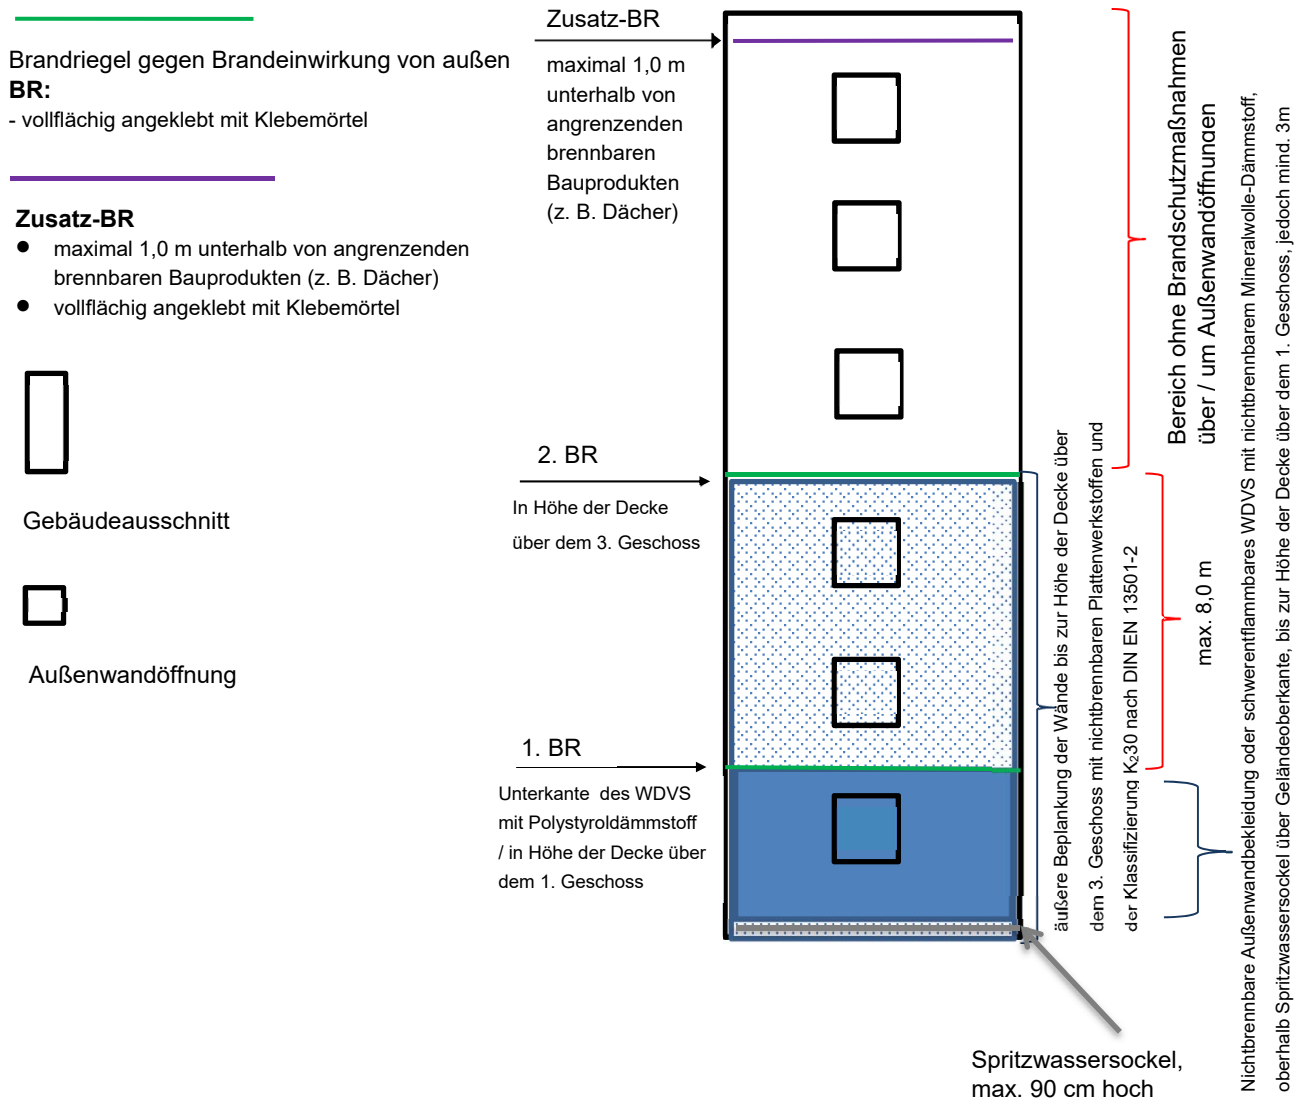 Brandriegel gegen Brandeinwirkung von außen
BR:
- vollflächig angeklebt mit Klebemörtel
Zusatz-BR
● maximal 1,0 m unterhalb von angrenzenden
brennbaren Bauprodukten (z. B. Dächer)
● vollflächig angeklebt mit Klebemörtel
Gebäudeausschnitt
Außenwandöffnung
Zusatz-BR
maximal 1,0 m
unterhalb von
angrenzenden
brennbaren
Bauprodukten
(z. B. Dächer)
2. BR
In Höhe der Decke
über dem 3. Geschoss
1. BR
Unterkante des WDVS
mit Polystyroldämmstoff
/ in Höhe der Decke über
dem 1. Geschoss
äußere Beplankung der Wände bis zur Höhe der Decke über
dem 3. Geschoss mit nichtbrennbaren Plattenwerkstoffen und
der Klassifizierung K₂30 nach DIN EN 13501-2
Bereich ohne Brandschutzmaßnahmen
über / um Außenwandöffnungen
max. 8,0 m
Nichtbrennbare Außenwandbekleidung oder schwerentflammbares WDVS mit nichtbrennbarem Mineralwolle-Dämmstoff,
oberhalb Spritzwassersockel über Geländeoberkante, bis zur Höhe der Decke über dem 1. Geschoss, jedoch mind. 3m
Spritzwassersockel,
max. 90 cm hoch